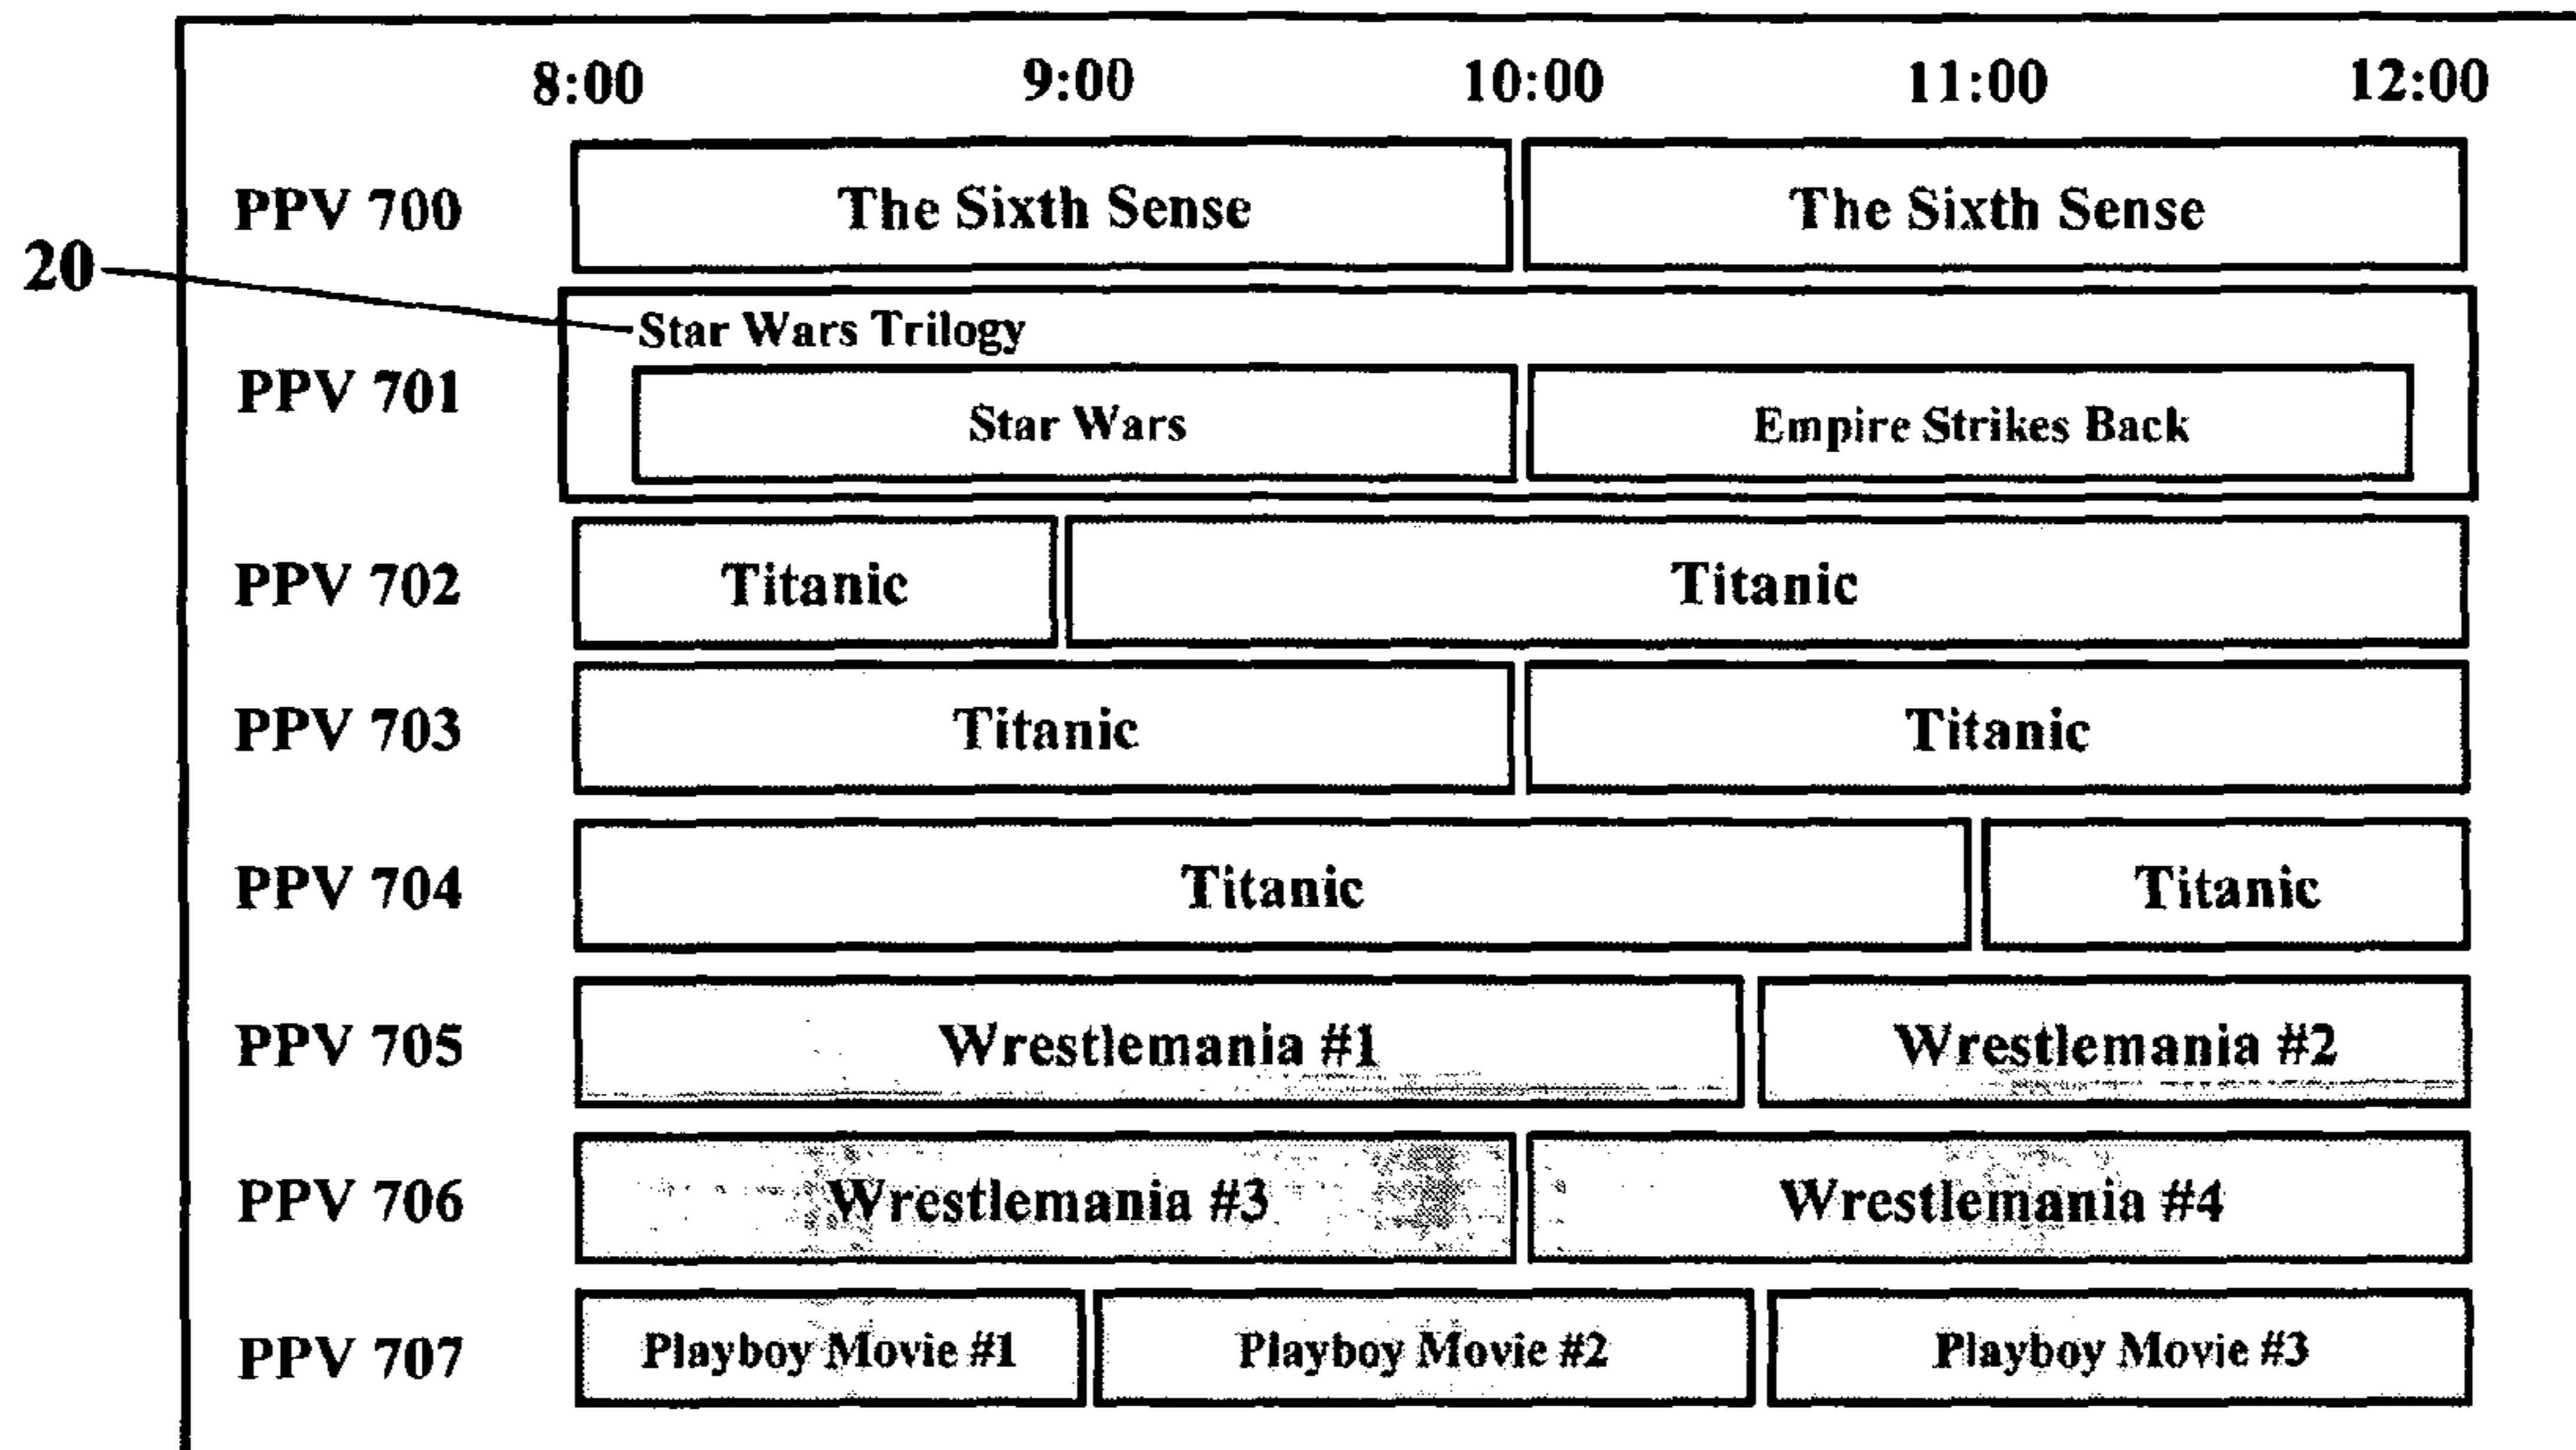 8:00 9:00 10:00 11:00 12:00
PPV 700 The Sixth Sense The Sixth Sense
20
Star Wars Trilogy
PPV 701 Star Wars Empire Strikes Back
PPV 702 Titanic Titanic
PPV 703 Titanic Titanic
PPV 704 Titanic Titanic
PPV 705 Wrestlemania #1 Wrestlemania #2
PPV 706 Wrestlemania #3 Wrestlemania #4
PPV 707 Playboy Movie #1 Playboy Movie #2 Playboy Movie #3